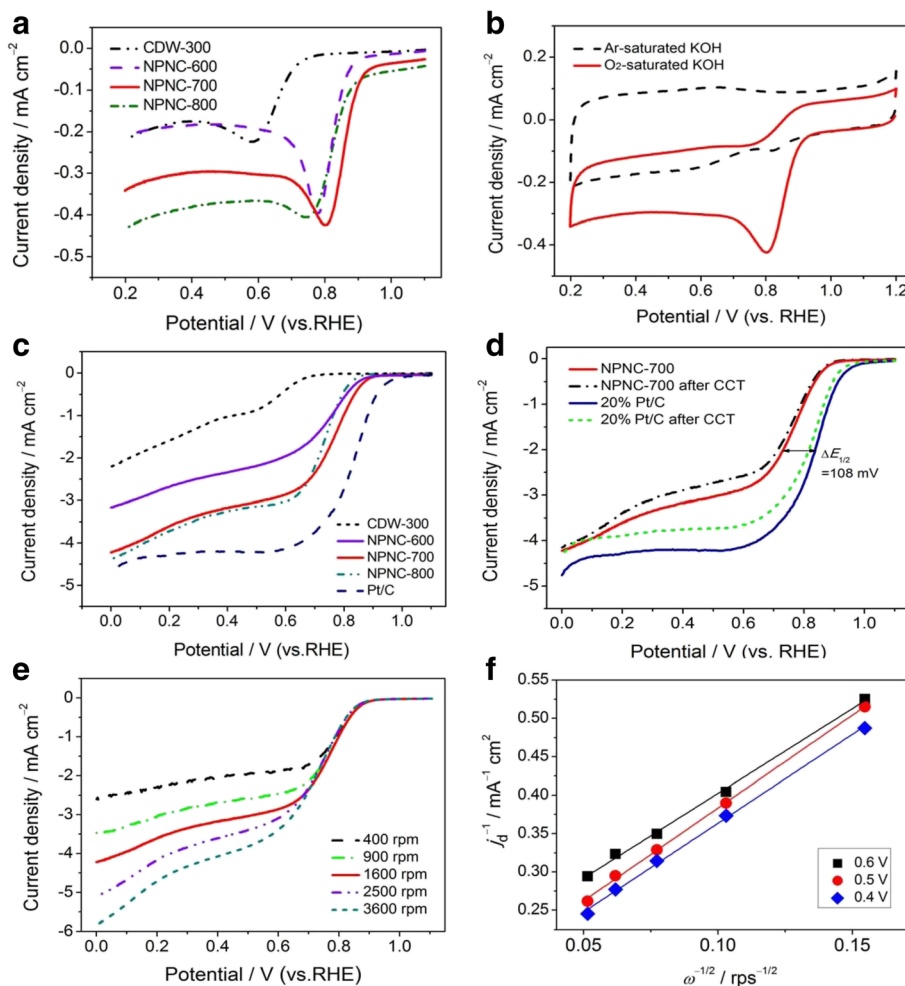 a
CDW-300
NPNC-600
NPNC-700
NPNC-800
0.0
-0.1
-0.2
-0.3
-0.4
-0.5
Current density / mA cm⁻²
0.2 0.4 0.6 0.8 1.0
Potential / V (vs.RHE)
b
Ar-saturated KOH
O₂-saturated KOH
0.2
0.0
-0.2
-0.4
Current density / mA cm⁻²
0.2 0.4 0.6 0.8 1.0 1.2
Potential / V (vs. RHE)
c
0
-1
-2
-3
-4
-5
Current density / mA cm⁻²
CDW-300
NPNC-600
NPNC-700
NPNC-800
Pt/C
0.0 0.2 0.4 0.6 0.8 1.0
Potential / V (vs.RHE)
d
NPNC-700
NPNC-700 after CCT
20% Pt/C
20% Pt/C after CCT
ΔE₁/₂
=108 mV
0
-1
-2
-3
-4
-5
Current density / mA cm⁻²
0.0 0.2 0.4 0.6 0.8 1.0
Potential / V (vs. RHE)
e
0
-1
-2
-3
-4
-5
-6
Current density / mA cm⁻²
400 rpm
900 rpm
1600 rpm
2500 rpm
3600 rpm
0.0 0.2 0.4 0.6 0.8 1.0
Potential / V (vs.RHE)
f
0.55
0.50
0.45
0.40
0.35
0.30
0.25
j_d⁻¹ / mA⁻¹ cm²
0.6 V
0.5 V
0.4 V
0.05 0.10 0.15
ω⁻¹/² / rps⁻¹/²